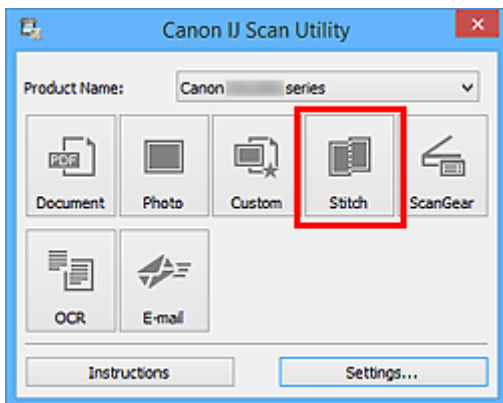 Canon IJ Scan Utility
Product Name: Canon series
Document Photo Custom Stitch ScanGear
PDF
OCR E-mail
Instructions Settings...